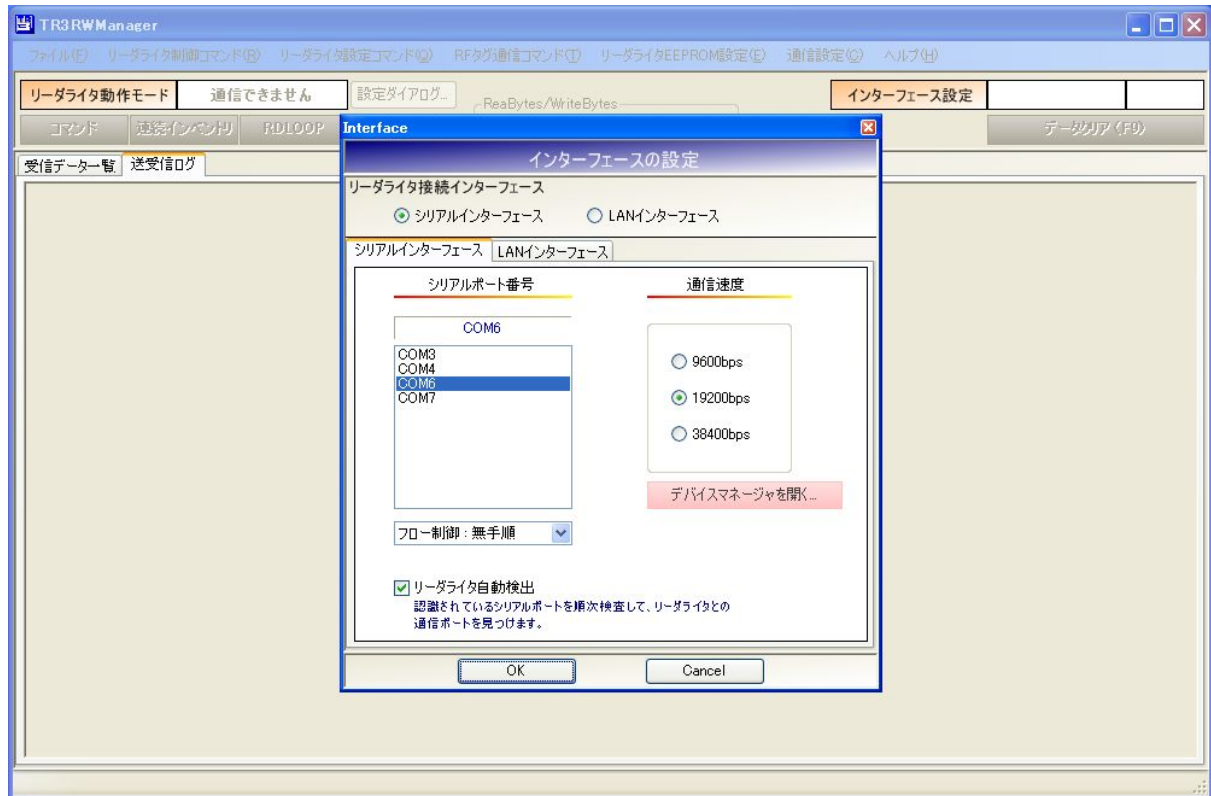 TR3RWManager
ファイル(F) リーダライタ制御コマンド(R) リーダライタ設定コマンド(Q) RFタグ通信コマンド(T) リーダライタEEPROM設定(E) 通信設定(C) ヘルプ(H)
リーダライタ動作モード 通信できません 設定ダイアログ... ReaBytes/WriteBytes インターフェース設定
コマンド 連続インベントリ RDLOOP データクリア (F9)
受信データ一覧 送受信ログ
Interface
インターフェースの設定
リーダライタ接続インターフェース
シリアルインターフェース LANインターフェース
シリアルインターフェース LANインターフェース
シリアルポート番号 通信速度
COM6
COM3
COM4
COM6
COM7
9600bps
19200bps
38400bps
デバイスマネージャを開く...
フロー制御：無手順
リーダライタ自動検出
認識されているシリアルポートを順次検査して、リーダライタとの
通信ポートを見つけます。
OK Cancel